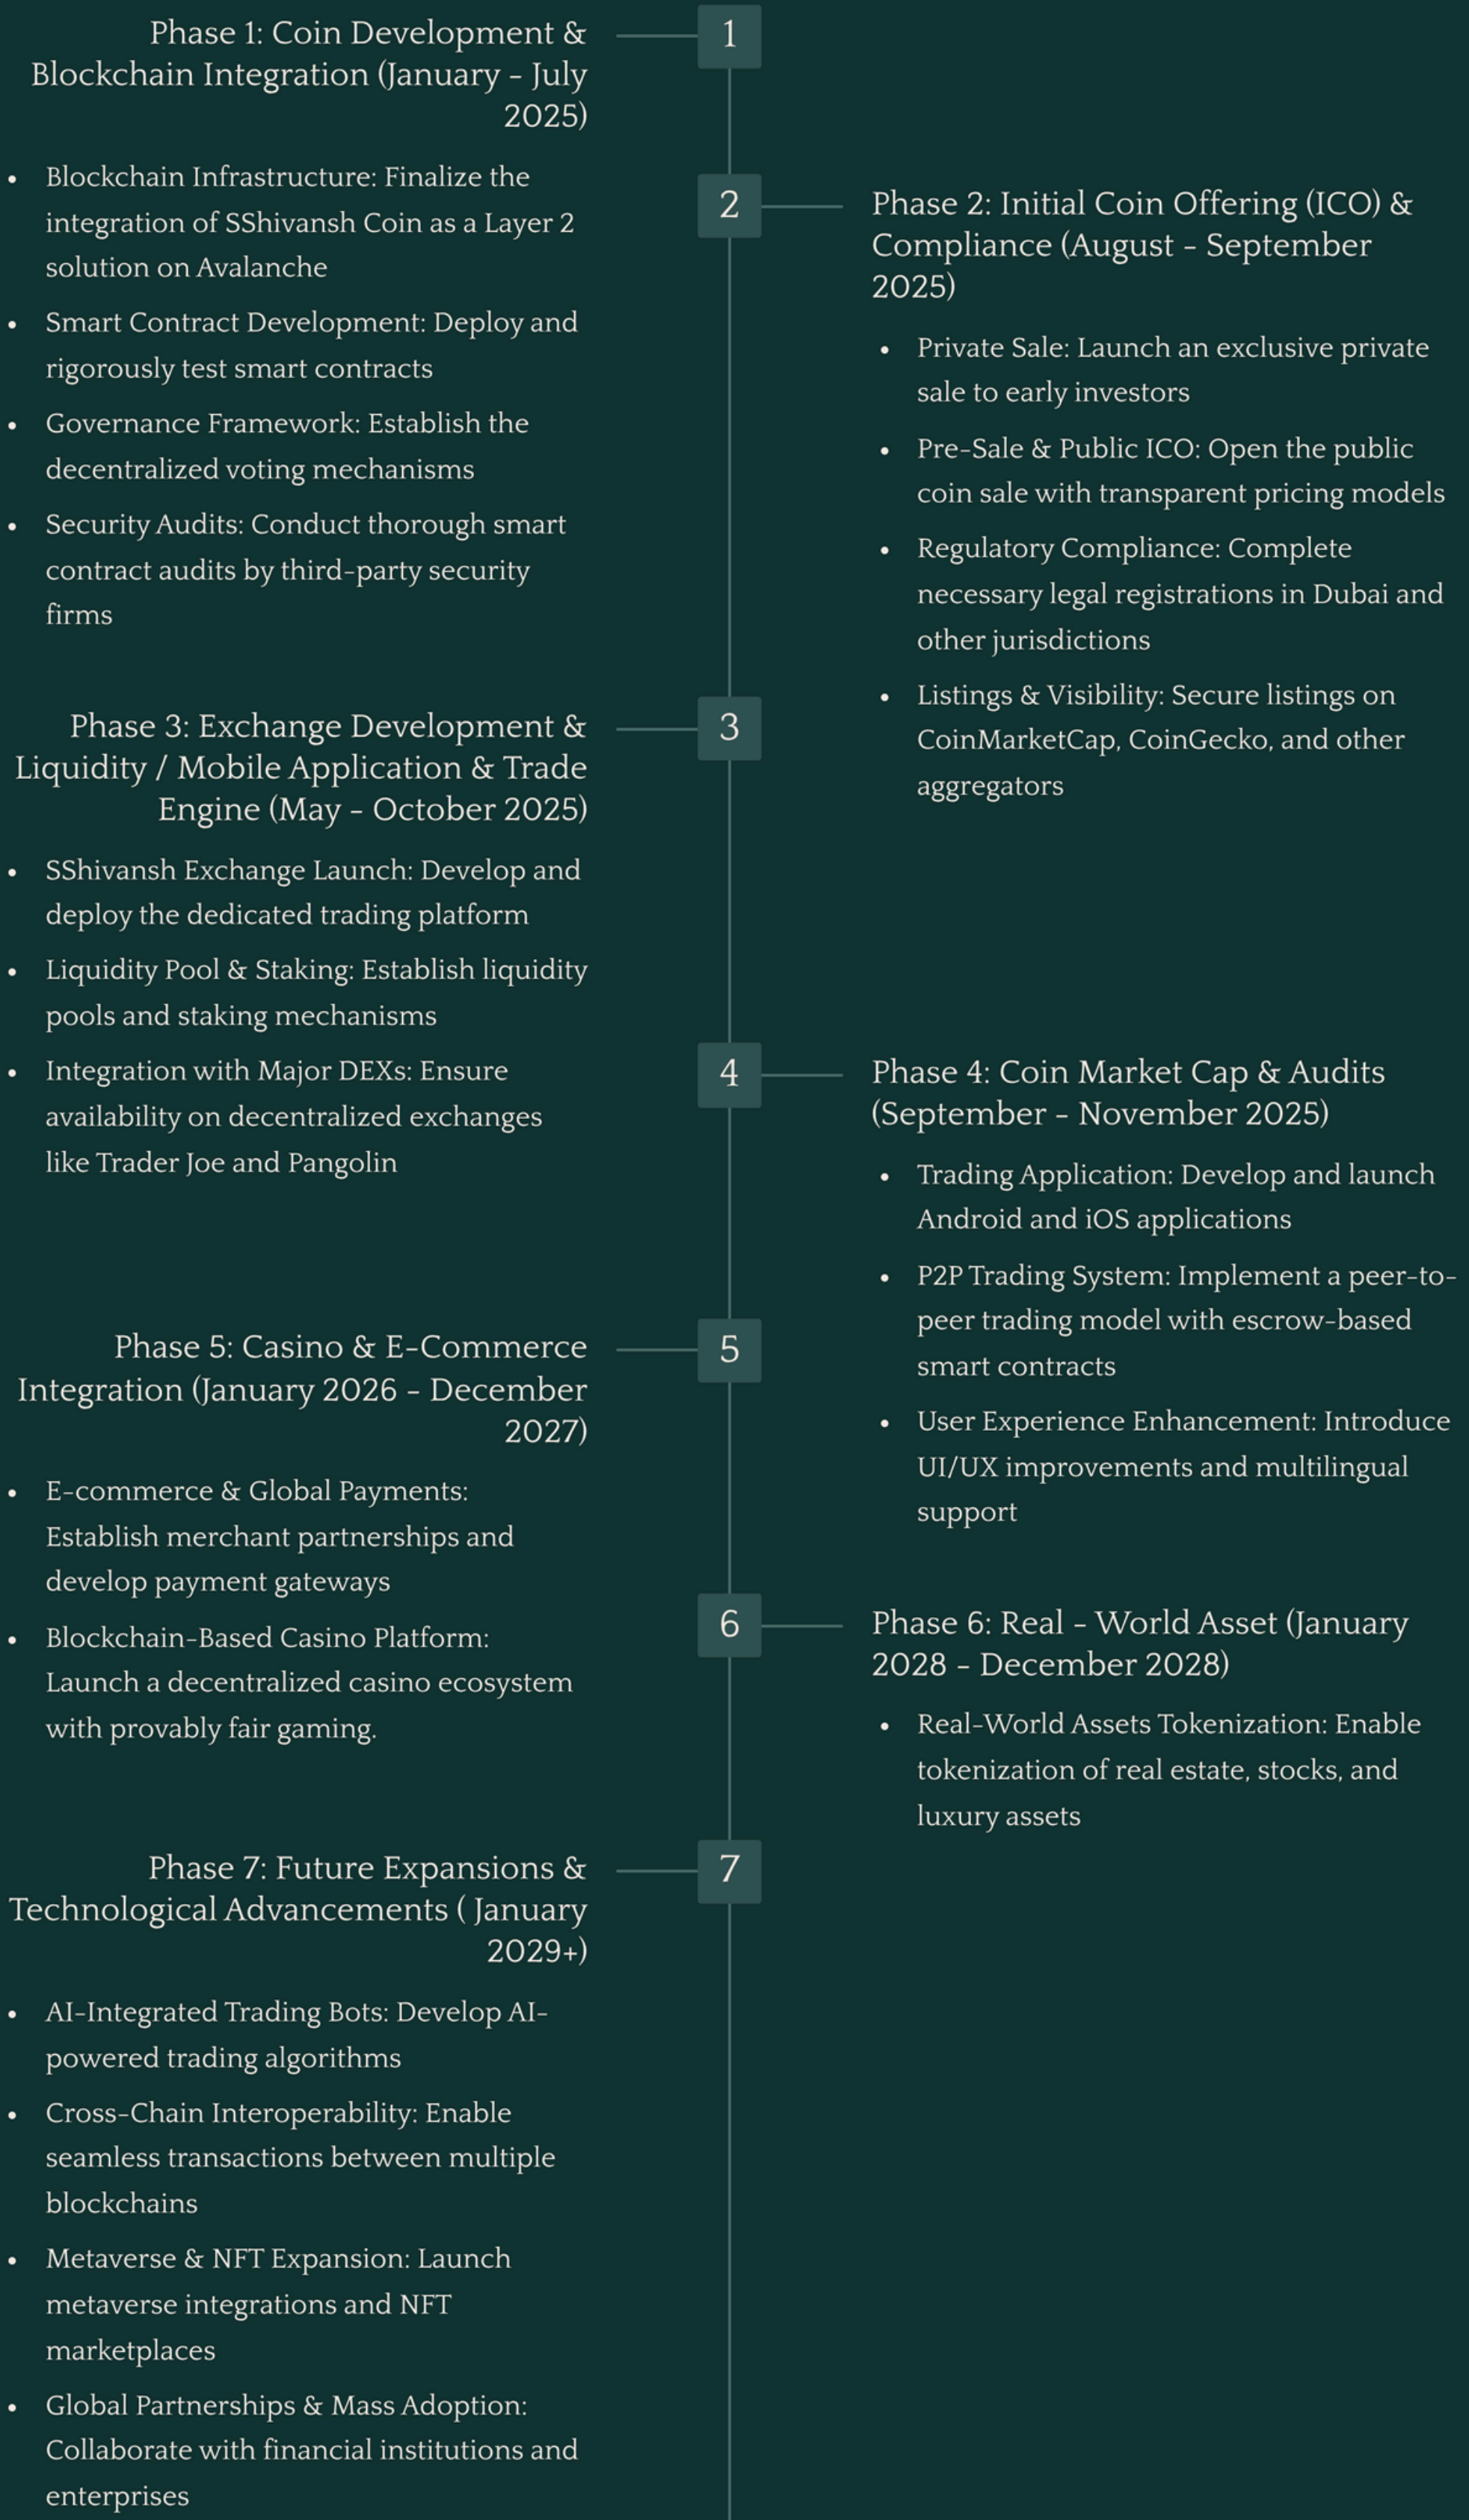 Phase 1: Coin Development &
Blockchain Integration (January - July
2025)
1
• Blockchain Infrastructure: Finalize the
integration of SShivansh Coin as a Layer 2
solution on Avalanche
• Smart Contract Development: Deploy and
rigorously test smart contracts
• Governance Framework: Establish the
decentralized voting mechanisms
• Security Audits: Conduct thorough smart
contract audits by third-party security
firms
2
Phase 2: Initial Coin Offering (ICO) &
Compliance (August - September
2025)
• Private Sale: Launch an exclusive private
sale to early investors
• Pre-Sale & Public ICO: Open the public
coin sale with transparent pricing models
• Regulatory Compliance: Complete
necessary legal registrations in Dubai and
other jurisdictions
• Listings & Visibility: Secure listings on
CoinMarketCap, CoinGecko, and other
aggregators
Phase 3: Exchange Development &
Liquidity / Mobile Application & Trade
Engine (May - October 2025)
3
• SShivansh Exchange Launch: Develop and
deploy the dedicated trading platform
• Liquidity Pool & Staking: Establish liquidity
pools and staking mechanisms
• Integration with Major DEXs: Ensure
availability on decentralized exchanges
like Trader Joe and Pangolin
4
Phase 4: Coin Market Cap & Audits
(September - November 2025)
• Trading Application: Develop and launch
Android and iOS applications
• P2P Trading System: Implement a peer-to-
peer trading model with escrow-based
smart contracts
• User Experience Enhancement: Introduce
UI/UX improvements and multilingual
support
Phase 5: Casino & E-Commerce
Integration (January 2026 - December
2027)
5
• E-commerce & Global Payments:
Establish merchant partnerships and
develop payment gateways
• Blockchain-Based Casino Platform:
Launch a decentralized casino ecosystem
with provably fair gaming.
6
Phase 6: Real - World Asset (January
2028 - December 2028)
• Real-World Assets Tokenization: Enable
tokenization of real estate, stocks, and
luxury assets
Phase 7: Future Expansions &
Technological Advancements ( January
2029+)
7
• AI-Integrated Trading Bots: Develop AI-
powered trading algorithms
• Cross-Chain Interoperability: Enable
seamless transactions between multiple
blockchains
• Metaverse & NFT Expansion: Launch
metaverse integrations and NFT
marketplaces
• Global Partnerships & Mass Adoption:
Collaborate with financial institutions and
enterprises